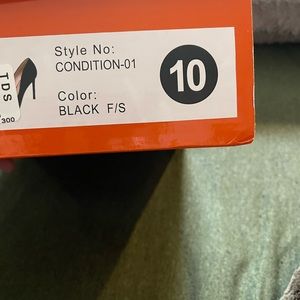 Style No:
CONDITION-01
10
Color:
BLACK F/S
TDS
300